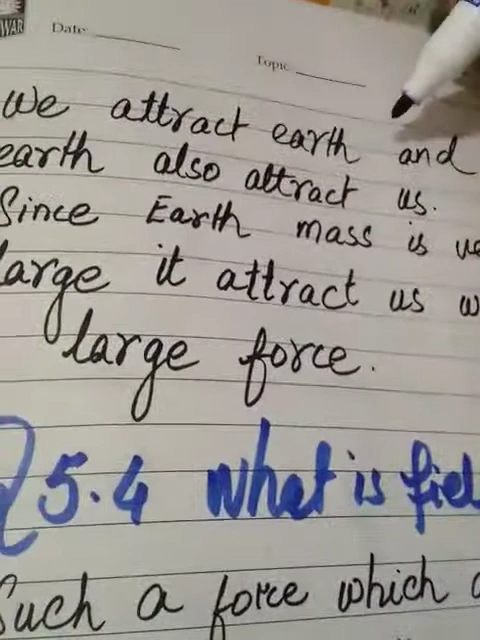 WAR
Date
Topic
We attract earth and
earth also attract us.
Since Earth mass is
large it attract us
large force.
Q5.4 What is
Such a force which